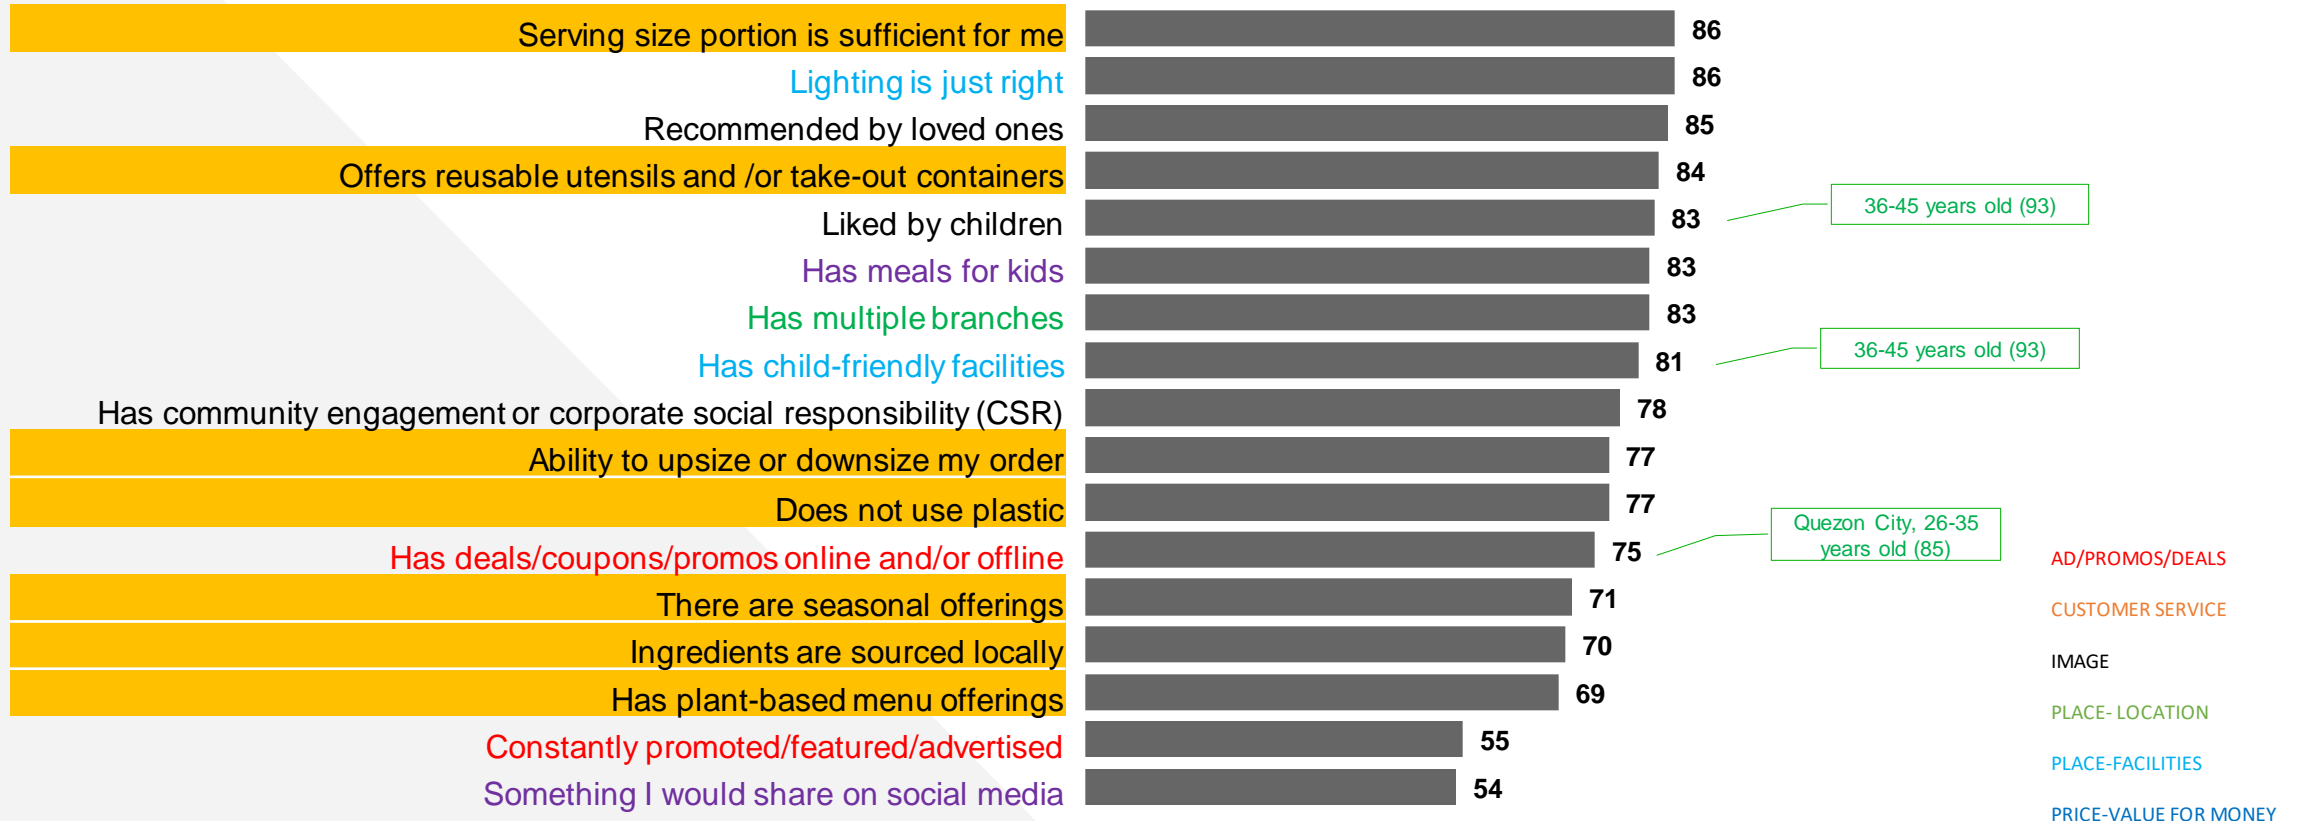 Serving size portion is sufficient for me 86
Lighting is just right 86
Recommended by loved ones 85
Offers reusable utensils and /or take-out containers 84
Liked by children 83
36-45 years old (93)
Has meals for kids 83
Has multiple branches 83
Has child-friendly facilities 81
36-45 years old (93)
Has community engagement or corporate social responsibility (CSR) 78
Ability to upsize or downsize my order 77
Does not use plastic 77
Has deals/coupons/promos online and/or offline 75
Quezon City, 26-35
years old (85)
There are seasonal offerings 71
Ingredients are sourced locally 70
Has plant-based menu offerings 69
Constantly promoted/featured/advertised 55
Something I would share on social media 54
AD/PROMOS/DEALS
CUSTOMER SERVICE
IMAGE
PLACE- LOCATION
PLACE-FACILITIES
PRICE-VALUE FOR MONEY